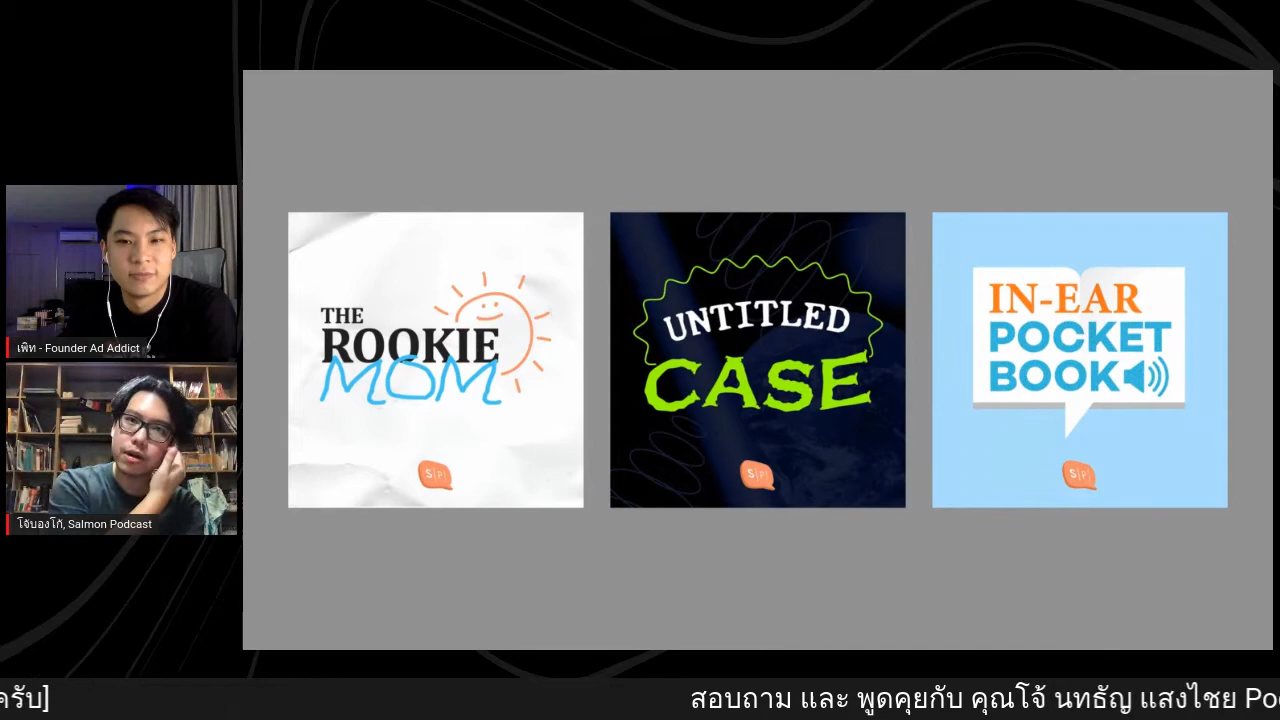 เพิท - Founder Ad Addict
โจ้บองโก้, Salmon Podcast
THE
ROOKIE
MOM
S|P|
UNTITLED
CASE
S|P|
IN-EAR
POCKET
BOOK
S|P|
ครับ]
สอบถาม และ พูดคุยกับ คุณโจ้ นทธัญ แสงไชย